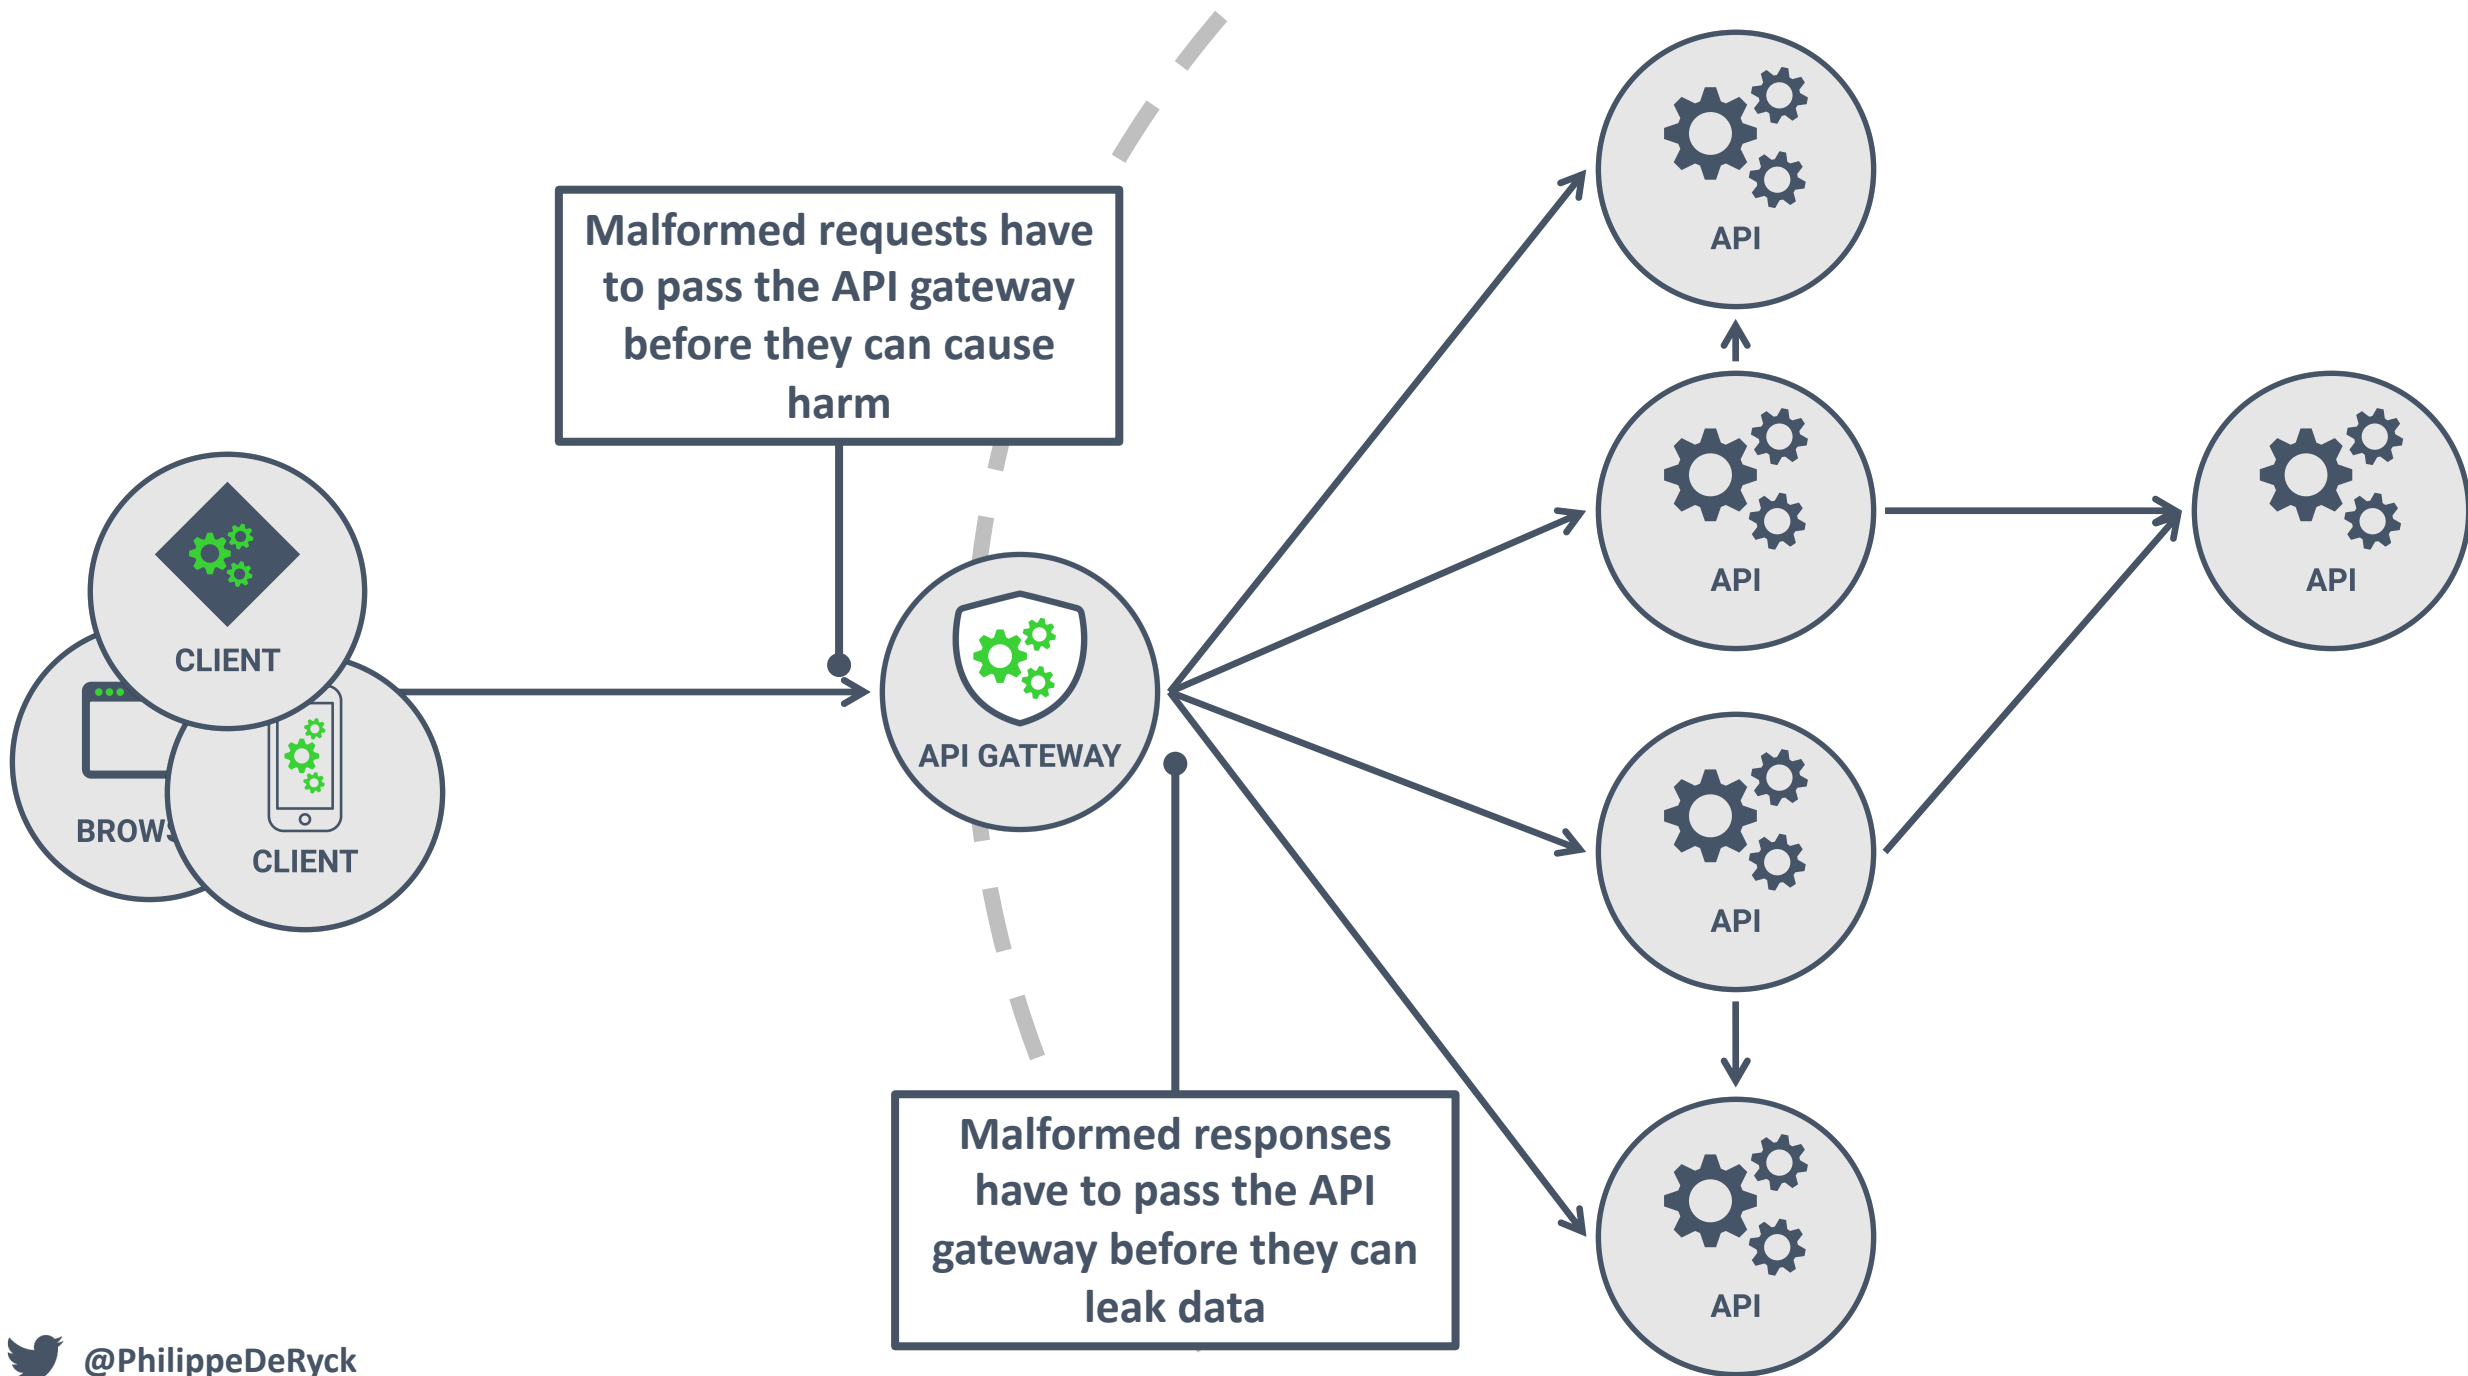 API
Malformed requests have
to pass the API gateway
before they can cause
harm
API
API
CLIENT
API GATEWAY
BROWS
CLIENT
API
Malformed responses
have to pass the API
gateway before they can
leak data
API
@PhilippeDeRyck